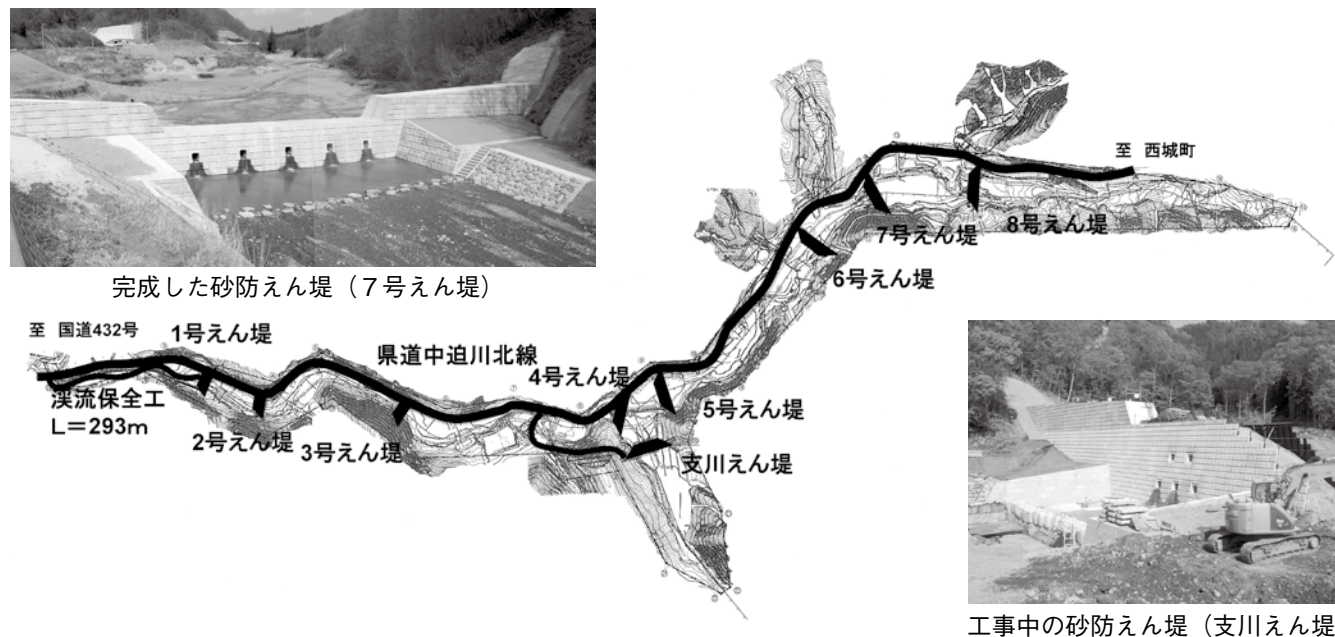 完成した砂防えん堤（７号えん堤）
至 西城町
8号えん堤
7号えん堤
6号えん堤
至 国道432号
1号えん堤
県道中迫川北線
4号えん堤
渓流保全工
L=293m
2号えん堤
3号えん堤
5号えん堤
支川えん堤
工事中の砂防えん堤（支川えん堤